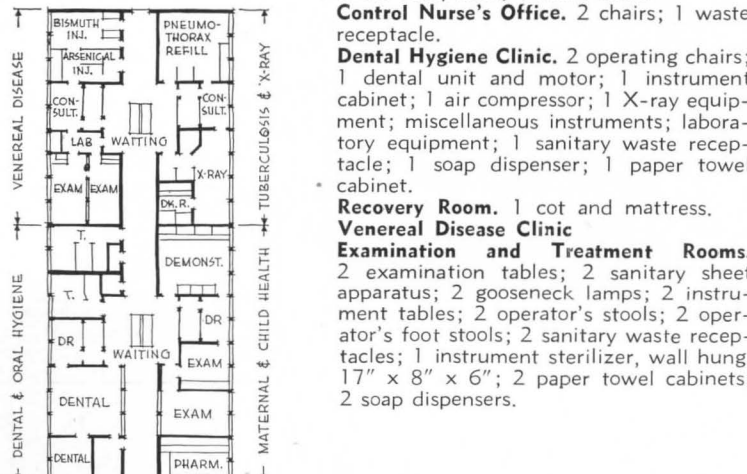 VENEREAL DISEASE
DENTAL & ORAL HYGIENE
BISMUTH
INJ.
ARSENICAL
INJ.
CON-
SULT.
LAB
EXAM
EXAM
T.
T.
DR
DENTAL
DENTAL
WAITING
WAITING
PNEUMO-
THORAX
REFILL
CON-
SULT.
X-RAY
DK.R.
DEMONST.
DR
EXAM
EXAM
PHARM.
TUBERCULOSIS & X-RAY
MATERNAL & CHILD HEALTH
Control Nurse's Office. 2 chairs; 1 waste
receptacle.
Dental Hygiene Clinic. 2 operating chairs;
1 dental unit and motor; 1 instrument
cabinet; 1 air compressor; 1 X-ray equip-
ment; miscellaneous instruments; labora-
tory equipment; 1 sanitary waste recep-
tacle; 1 soap dispenser; 1 paper towe
cabinet.
Recovery Room. 1 cot and mattress.
Venereal Disease Clinic
Examination and Treatment Rooms.
2 examination tables; 2 sanitary sheet
apparatus; 2 gooseneck lamps; 2 instru-
ment tables; 2 operator's stools; 2 oper-
ator's foot stools; 2 sanitary waste recep-
tacles; 1 instrument sterilizer, wall hung
17" x 8" x 6"; 2 paper towel cabinets
2 soap dispensers.